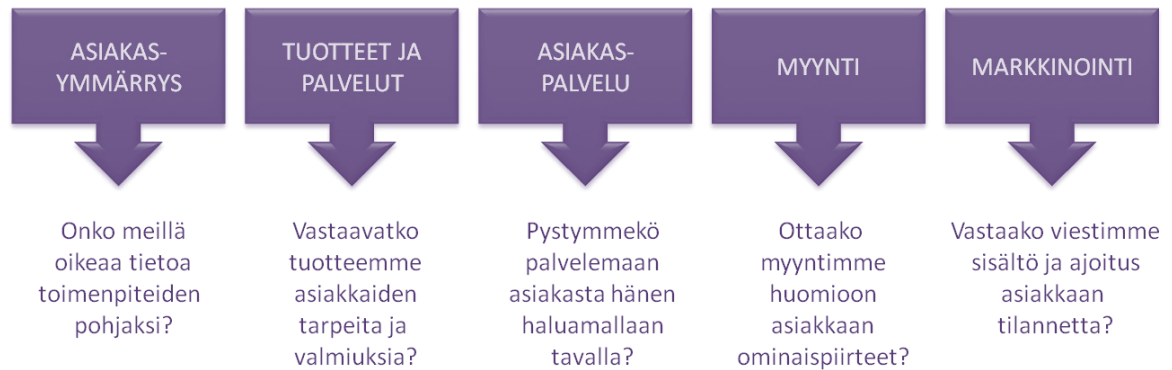 ASIAKAS-
YMMÄRRYS
Onko meillä
oikeaa tietoa
toimenpiteiden
pohjaksi?
TUOTTEET JA
PALVELUT
Vastaavatko
tuotteemme
asiakkaiden
tarpeita ja
valmiuksia?
ASIAKAS-
PALVELU
Pystymmekö
palvelemaan
asiakasta hänen
haluamallaan
tavalla?
MYYNTI
Ottaako
myyntimme
huomioon
asiakkaan
ominaispiirteet?
MARKKINOINTI
Vastaako viestimme
sisältö ja ajoitus
asiakkaan
tilannetta?